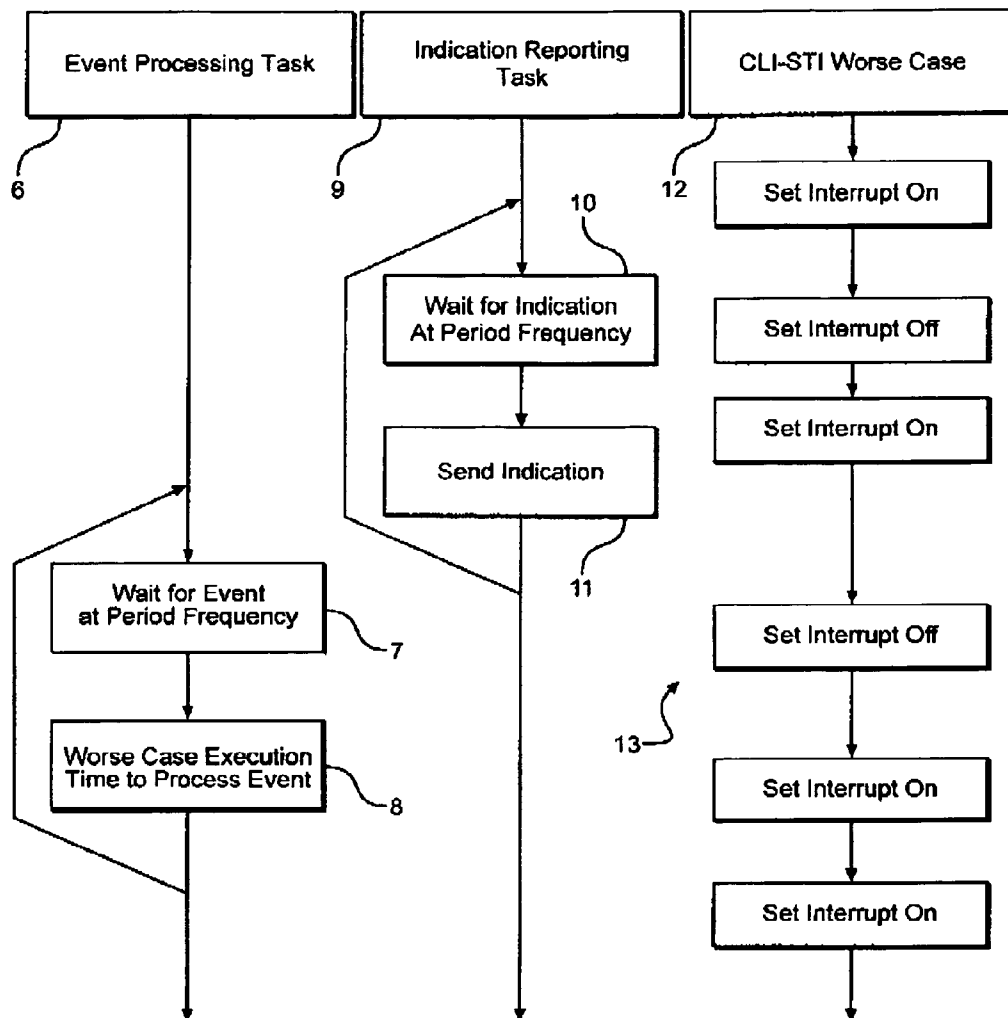 Event Processing Task
Indication Reporting
Task
CLI-STI Worse Case
6
9
12
Set Interrupt On
10
Wait for Indication
At Period Frequency
Set Interrupt Off
Set Interrupt On
Send Indication
11
Wait for Event
at Period Frequency
7
Set Interrupt Off
13
Worse Case Execution
Time to Process Event
8
Set Interrupt On
Set Interrupt On